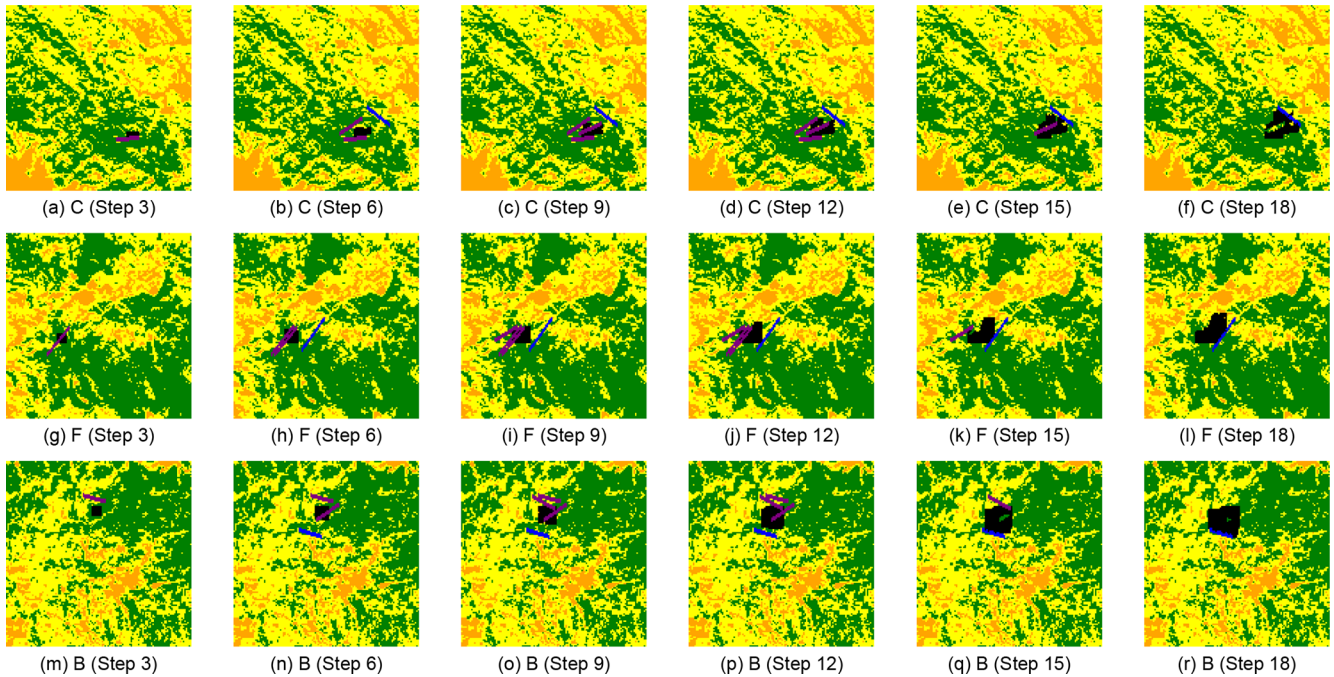 (a) C (Step 3)
(b) C (Step 6)
(c) C (Step 9)
(d) C (Step 12)
(e) C (Step 15)
(f) C (Step 18)
(g) F (Step 3)
(h) F (Step 6)
(i) F (Step 9)
(j) F (Step 12)
(k) F (Step 15)
(l) F (Step 18)
(m) B (Step 3)
(n) B (Step 6)
(o) B (Step 9)
(p) B (Step 12)
(q) B (Step 15)
(r) B (Step 18)